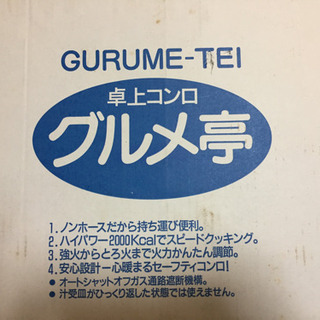 GURUME-TEI
卓上コンロ
グルメ亭
1. ノンホースだから持ち運び便利。
2. ハイパワー2000Kcalでスピードクッキング。
3. 強火からとろ火まで火力かんたん調節。
4. 安心設計ー心暖まるセーフティコンロ!
● オートシャットオフガス通路遮断機構。
● 汁受皿がひっくり返した状態では使えません。